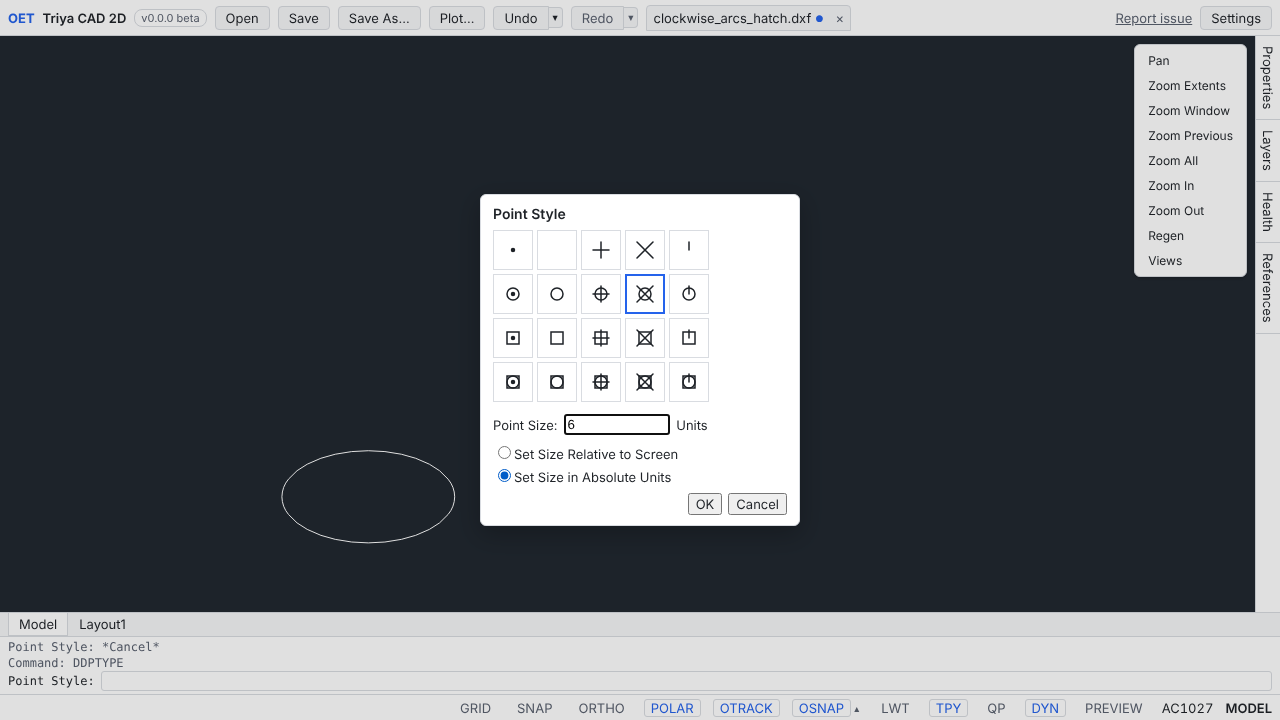 OET Triya CAD 2D v0.0.0 beta Open Save Save As... Plot... Undo ▾ Redo ▾ clockwise_arcs_hatch.dxf × Report issue Settings
Pan
Zoom Extents
Zoom Window
Zoom Previous
Zoom All
Zoom In
Zoom Out
Regen
Views
Properties
Layers
Health
References
Point Style
Point Size: 6 Units
Set Size Relative to Screen
Set Size in Absolute Units
OK Cancel
Model Layout1
Point Style: *Cancel*
Command: DDPTYPE
Point Style:
GRID SNAP ORTHO POLAR OTRACK OSNAP ▴ LWT TPY QP DYN PREVIEW AC1027 MODEL